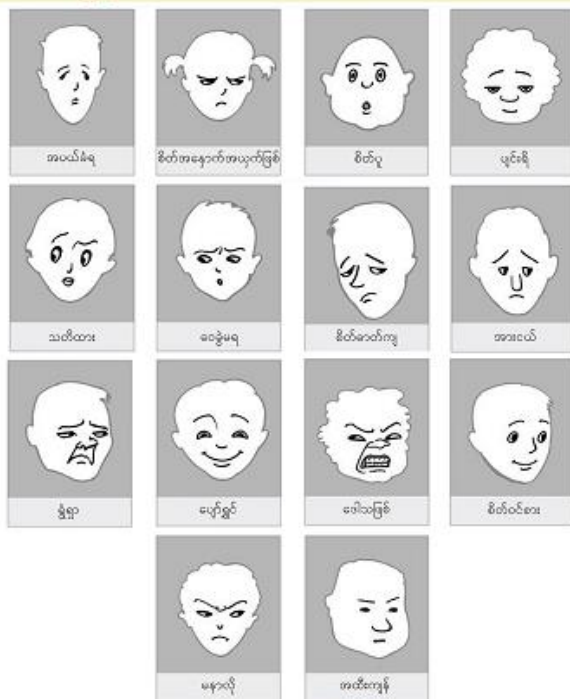 အပယ်ခံရ
စိတ်အနှောက်အယှက်ဖြစ်
စိတ်ပူ
ပျင်းရိ
သတိထား
ဝေခွဲမရ
စိတ်ဓာတ်ကျ
အားငယ်
ရွံရှာ
ပျော်ရွှင်
ဒေါသဖြစ်
စိတ်ဝင်စား
မနာလို
အထီးကျန်